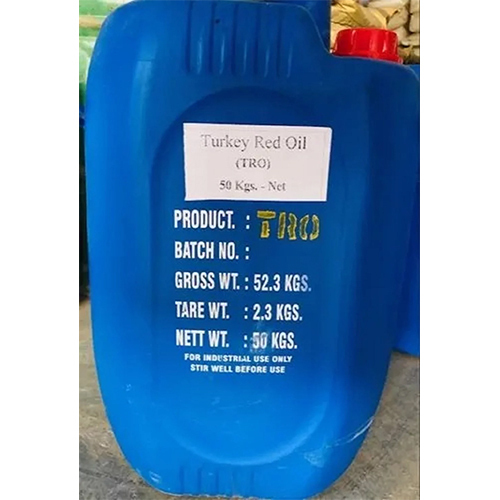 Turkey Red Oil
(TRO)
50 Kgs. - Net
PRODUCT. : TRO
BATCH NO. :
GROSS WT. : 52.3 KGS.
TARE WT. : 2.3 KGS.
NETT WT. : 50 KGS.
FOR INDUSTRIAL USE ONLY
STIR WELL BEFORE USE